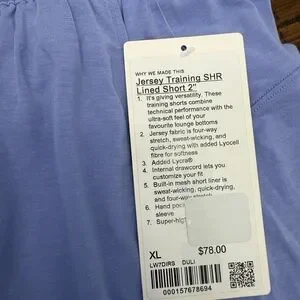 WHY WE MADE THIS
Jersey Training SHR
Lined Short 2"
1. It's giving versatility. These
training shorts combine
technical performance with the
ultra-soft feel of your
favourite lounge bottoms
2. Jersey fabric is four-way
stretch, sweat-wicking, and
quick-drying with added Lyocell
fibre for softness
3. Added Lycra®
4. Internal drawcord lets you
customize your fit
5. Built-in mesh short liner is
sweat-wicking, quick-drying,
and four-way
6. Hand
sleeve
7.
XL
$78.00
LW7DIRS DULI
000157678694